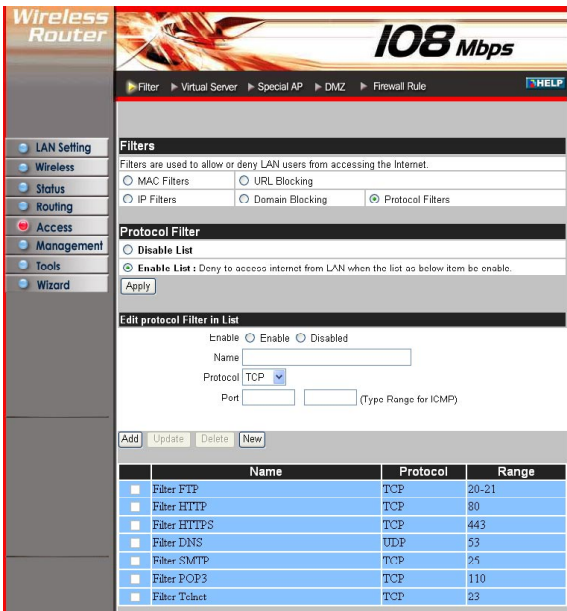 Wireless
Router
108 Mbps
Filter Virtual Server Special AP DMZ Firewall Rule HELP
LAN Setting
Wireless
Status
Routing
Access
Management
Tools
Wizard
Filters
Filters are used to allow or deny LAN users from accessing the Internet.
MAC Filters URL Blocking
IP Filters Domain Blocking Protocol Filters
Protocol Filter
Disable List
Enable List : Deny to access internet from LAN when the list as below item be enable.
Apply
Edit protocol Filter in List
Enable Enable Disabled
Name
Protocol TCP
Port (Type Range for ICMP)
Add Update Delete New
Name Protocol Range
Filter FTP TCP 20-21
Filter HTTP TCP 80
Filter HTTPS TCP 443
Filter DNS UDP 53
Filter SMTP TCP 25
Filter POP3 TCP 110
Filter Telnet TCP 23